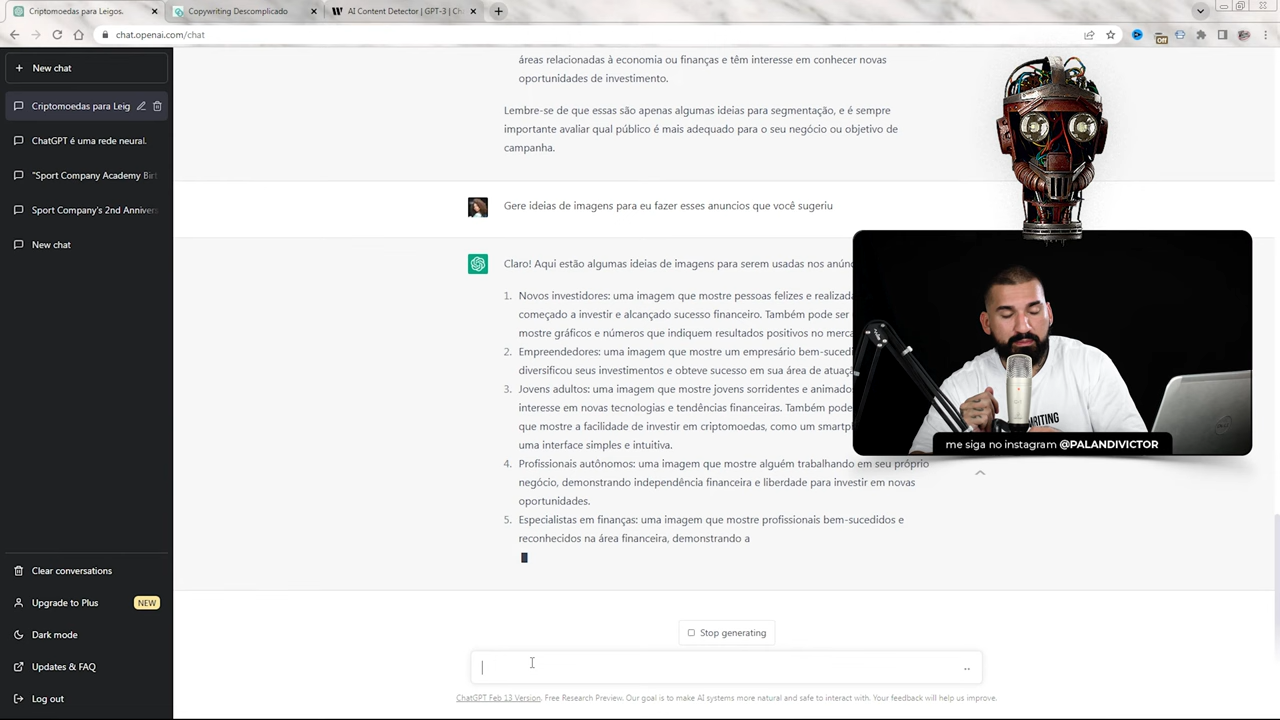 Criptomoedas para Leigos.
Copywriting Descomplicado
AI Content Detector | GPT-3 | Ch
chat.openai.com/chat
Off
New chat
Criptomoedas para Leig
ChatGPT é uma rede neural.
"Sport Company Academy Birt
Sport Company's 2nd Annivers
New chat
Clear conversations
Upgrade to Plus NEW
Dark mode
Updates & FAQ
Log out
áreas relacionadas à economia ou finanças e têm interesse em conhecer novas
oportunidades de investimento.
Lembre-se de que essas são apenas algumas ideias para segmentação, e é sempre
importante avaliar qual público é mais adequado para o seu negócio ou objetivo de
campanha.
Gere ideias de imagens para eu fazer esses anuncios que você sugeriu
Claro! Aqui estão algumas ideias de imagens para serem usadas nos anúnc
1. Novos investidores: uma imagem que mostre pessoas felizes e realizada
começado a investir e alcançado sucesso financeiro. Também pode ser
mostre gráficos e números que indiquem resultados positivos no merca
2. Empreendedores: uma imagem que mostre um empresário bem-sucedi
diversificou seus investimentos e obteve sucesso em sua área de atuaçã
3. Jovens adultos: uma imagem que mostre jovens sorridentes e animados
interesse em novas tecnologias e tendências financeiras. Também pode
que mostre a facilidade de investir em criptomoedas, como um smartp
uma interface simples e intuitiva.
4. Profissionais autônomos: uma imagem que mostre alguém trabalhando em seu próprio
negócio, demonstrando independência financeira e liberdade para investir em novas
oportunidades.
5. Especialistas em finanças: uma imagem que mostre profissionais bem-sucedidos e
reconhecidos na área financeira, demonstrando a
me siga no instagram @PALANDIVICTOR
Stop generating
ChatGPT Feb 13 Version. Free Research Preview. Our goal is to make AI systems more natural and safe to interact with. Your feedback will help us improve.